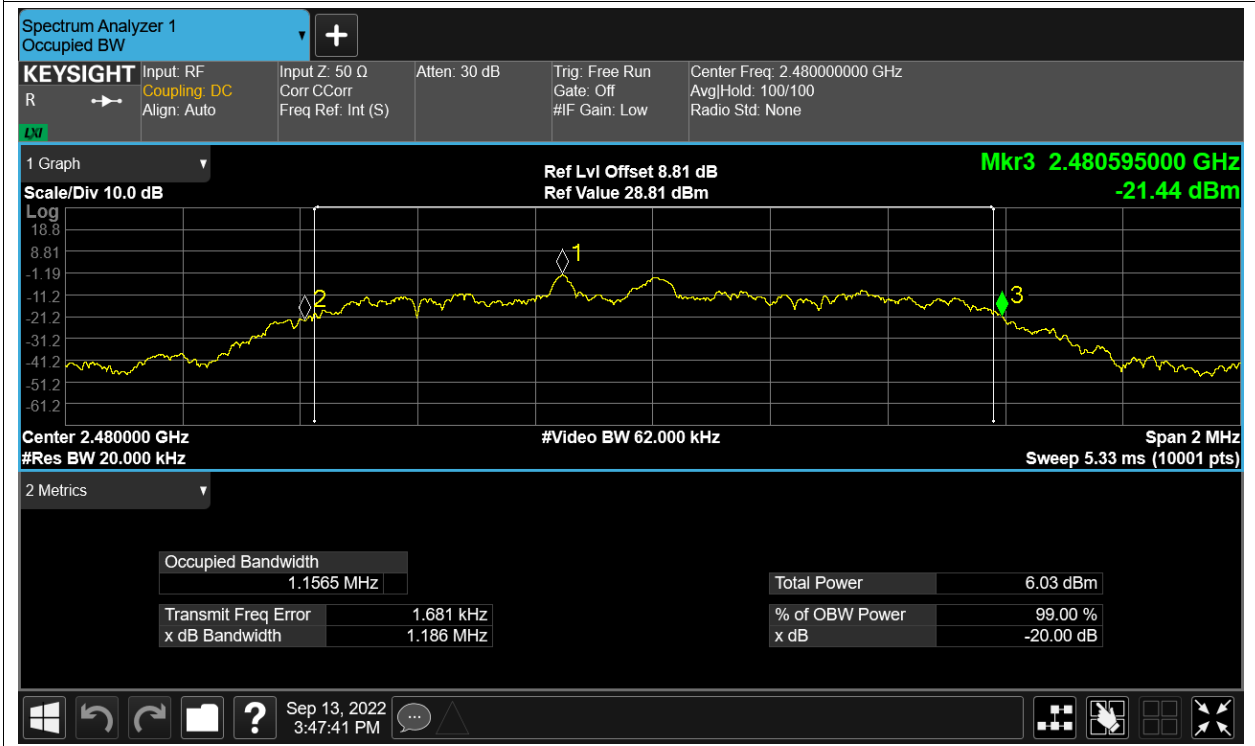 Spectrum Analyzer 1
Occupied BW
KEYSIGHT
R
LXI
Input: RF
Coupling: DC
Align: Auto
Input Z: 50 Ω
Corr CCorr
Freq Ref: Int (S)
Atten: 30 dB
Trig: Free Run
Gate: Off
#IF Gain: Low
Center Freq: 2.480000000 GHz
Avg|Hold: 100/100
Radio Std: None
1 Graph
Scale/Div 10.0 dB
Ref Lvl Offset 8.81 dB
Ref Value 28.81 dBm
Mkr3 2.480595000 GHz
-21.44 dBm
Log
18.8
8.81
-1.19
-11.2
-21.2
-31.2
-41.2
-51.2
-61.2
1
2
3
Center 2.480000 GHz
#Res BW 20.000 kHz
#Video BW 62.000 kHz
Span 2 MHz
Sweep 5.33 ms (10001 pts)
2 Metrics
Occupied Bandwidth
1.1565 MHz
Transmit Freq Error 1.681 kHz
x dB Bandwidth 1.186 MHz
Total Power 6.03 dBm
% of OBW Power 99.00 %
x dB -20.00 dB
?
Sep 13, 2022
3:47:41 PM